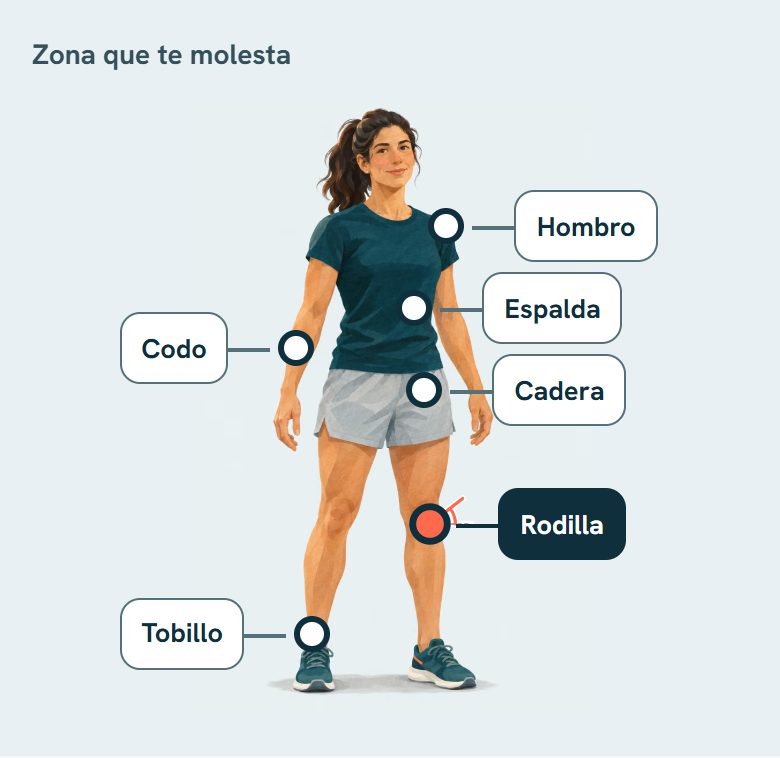 Zona que te molesta
Hombro
Espalda
Codo
Cadera
Rodilla
Tobillo